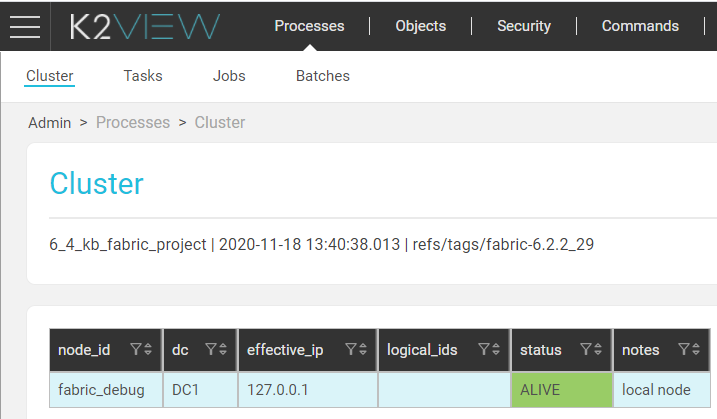 K2VIEW Processes Objects Security Commands
Cluster Tasks Jobs Batches
Admin > Processes > Cluster
Cluster
6_4_kb_fabric_project | 2020-11-18 13:40:38.013 | refs/tags/fabric-6.2.2_29
node_id dc effective_ip logical_ids status notes
fabric_debug DC1 127.0.0.1 ALIVE local node